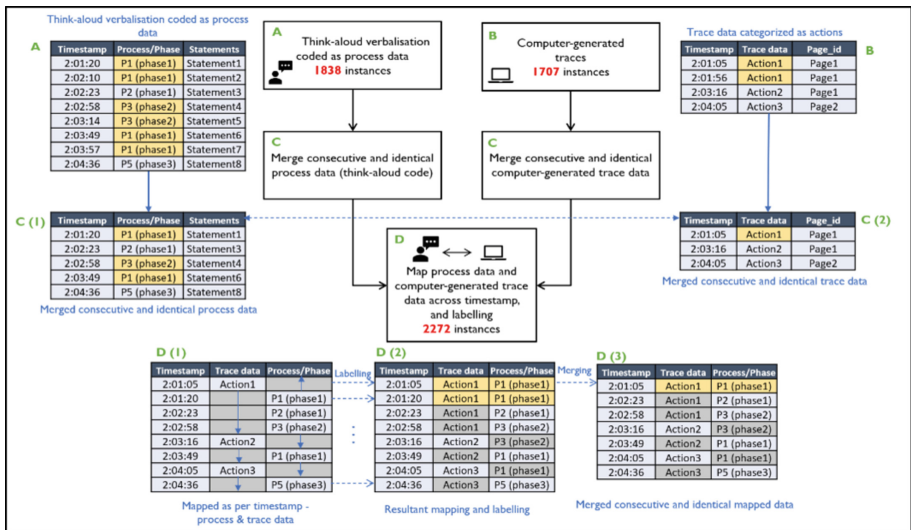 Think-aloud verbalisation coded as process
data
A
Timestamp Process/Phase Statements
2:01:20 P1 (phase1) Statement1
2:02:10 P1 (phase1) Statement2
2:02:23 P2 (phase1) Statement3
2:02:58 P3 (phase2) Statement4
2:03:14 P3 (phase2) Statement5
2:03:49 P1 (phase1) Statement6
2:03:57 P1 (phase1) Statement7
2:04:36 P5 (phase3) Statement8
C (1)
Timestamp Process/Phase Statements
2:01:20 P1 (phase1) Statement1
2:02:23 P2 (phase1) Statement3
2:02:58 P3 (phase2) Statement4
2:03:49 P1 (phase1) Statement6
2:04:36 P5 (phase3) Statement8
Merged consecutive and identical process data
A
Think-aloud verbalisation
coded as process data
1838 instances
B
Computer-generated
traces
1707 instances
C
Merge consecutive and identical
process data (think-aloud code)
C
Merge consecutive and identical
computer-generated trace data
D
Map process data and
computer-generated trace
data across timestamp,
and labelling
2272 instances
Trace data categorized as actions
B
Timestamp Trace data Page_id
2:01:05 Action1 Page1
2:01:56 Action1 Page1
2:03:16 Action2 Page1
2:04:05 Action3 Page2
C (2)
Timestamp Trace data Page_id
2:01:05 Action1 Page1
2:03:16 Action2 Page1
2:04:05 Action3 Page2
Merged consecutive and identical trace data
D (1)
Timestamp Trace data Process/Phase
2:01:05 Action1
2:01:20 P1 (phase1)
2:02:23 P2 (phase1)
2:02:58 P3 (phase2)
2:03:16 Action2
2:03:49 P1 (phase1)
2:04:05 Action3
2:04:36 P5 (phase3)
Mapped as per timestamp -
process & trace data
Labelling
D (2)
Timestamp Trace data Process/Phase
2:01:05 Action1 P1 (phase1)
2:01:20 Action1 P1 (phase1)
2:02:23 Action1 P2 (phase1)
2:02:58 Action1 P3 (phase2)
2:03:16 Action2 P3 (phase2)
2:03:49 Action2 P1 (phase1)
2:04:05 Action3 P1 (phase1)
2:04:36 Action3 P5 (phase3)
Resultant mapping and labelling
Merging
D (3)
Timestamp Trace data Process/Phase
2:01:05 Action1 P1 (phase1)
2:02:23 Action1 P2 (phase1)
2:02:58 Action1 P3 (phase2)
2:03:16 Action2 P3 (phase2)
2:03:49 Action2 P1 (phase1)
2:04:05 Action3 P1 (phase1)
2:04:36 Action3 P5 (phase3)
Merged consecutive and identical mapped data